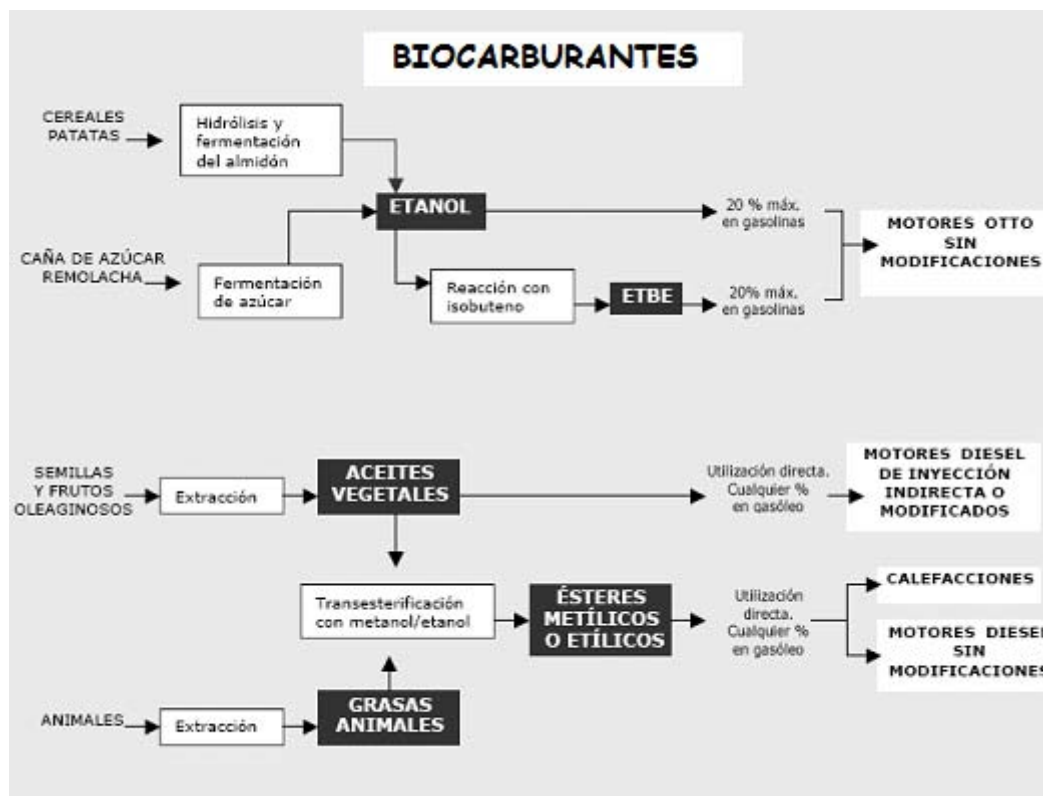 BIOCARBURANTES
CEREALES
PATATAS
Hidrólisis y
fermentación
del almidón
ETANOL
20 % máx.
en gasolinas
MOTORES OTTO
SIN
MODIFICACIONES
CAÑA DE AZÚCAR
REMOLACHA
Fermentación
de azúcar
Reacción con
isobuteno
ETBE
20% máx.
en gasolinas
SEMILLAS
Y FRUTOS
OLEAGINOSOS
Extracción
ACEITES
VEGETALES
Utilización directa.
Cualquier %
en gasóleo
MOTORES DIESEL
DE INYECCIÓN
INDIRECTA O
MODIFICADOS
Transesterificación
con metanol/etanol
ÉSTERES
METÍLICOS
O ETÍLICOS
Utilización
directa.
Cualquier %
en gasóleo
CALEFACCIONES
MOTORES DIESEL
SIN
MODIFICACIONES
ANIMALES
Extracción
GRASAS
ANIMALES